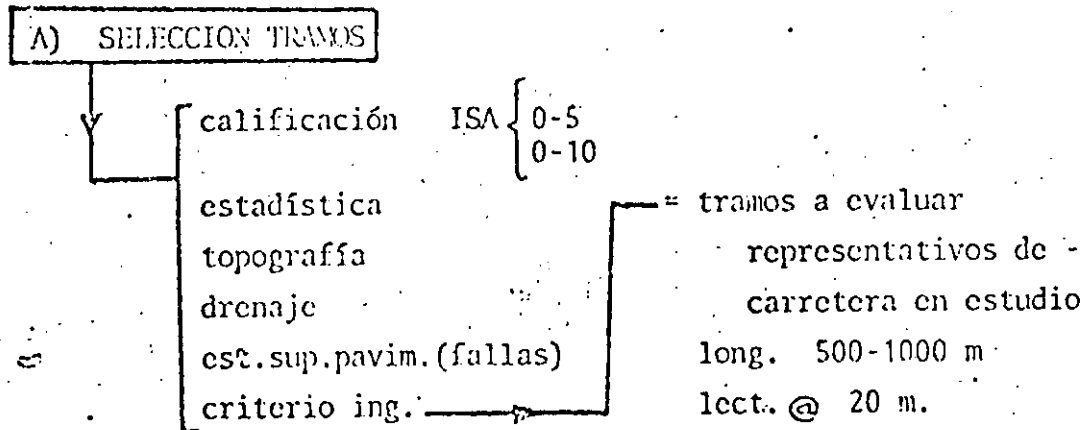 A) SELECCION TRAMOS
calificación ISA { 0-5
0-10
estadística
topografía
drenaje
est.sup.pavim.(fallas)
criterio ing.
= tramos a evaluar
representativos de -
carretera en estudio
long. 500-1000 m
lect. @ 20 m.